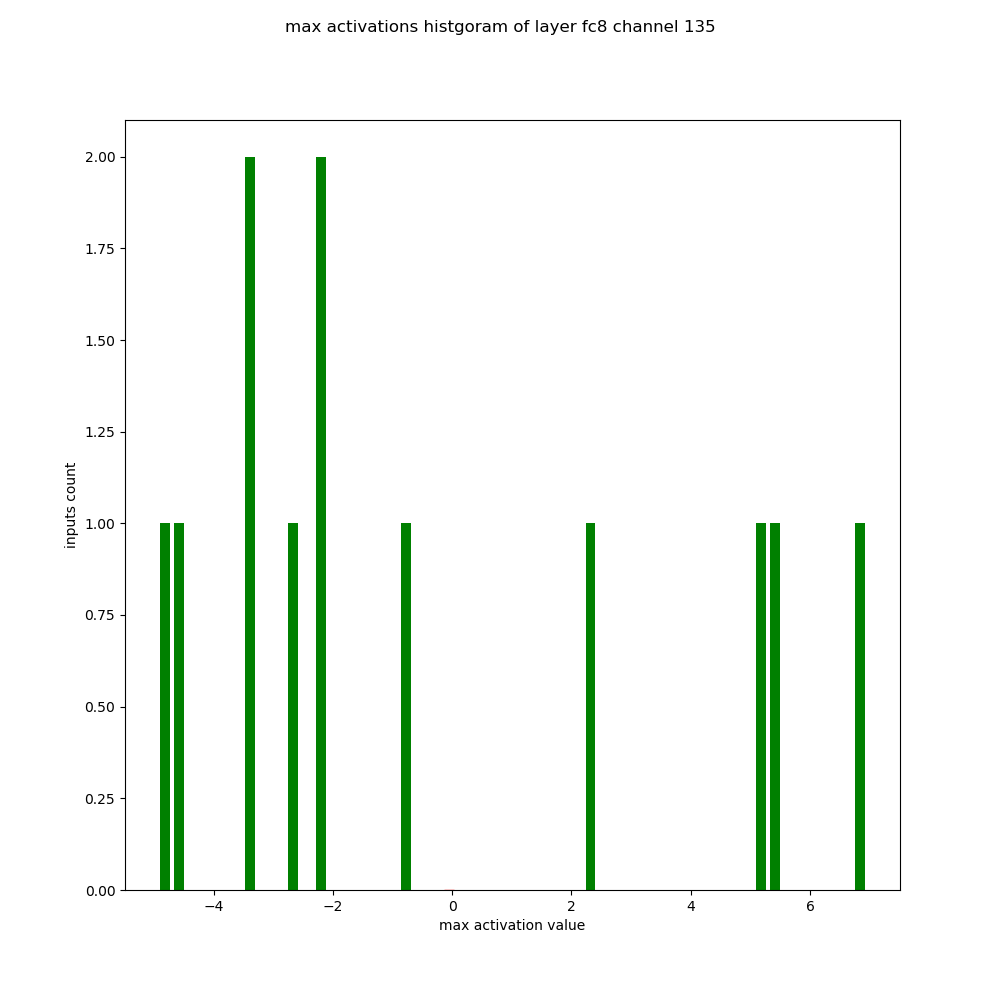 max activations histgoram of layer fc8 channel 135
2.00
1.75
1.50
1.25
1.00
0.75
0.50
0.25
0.00
inputs count
−4 −2 0 2 4 6
max activation value